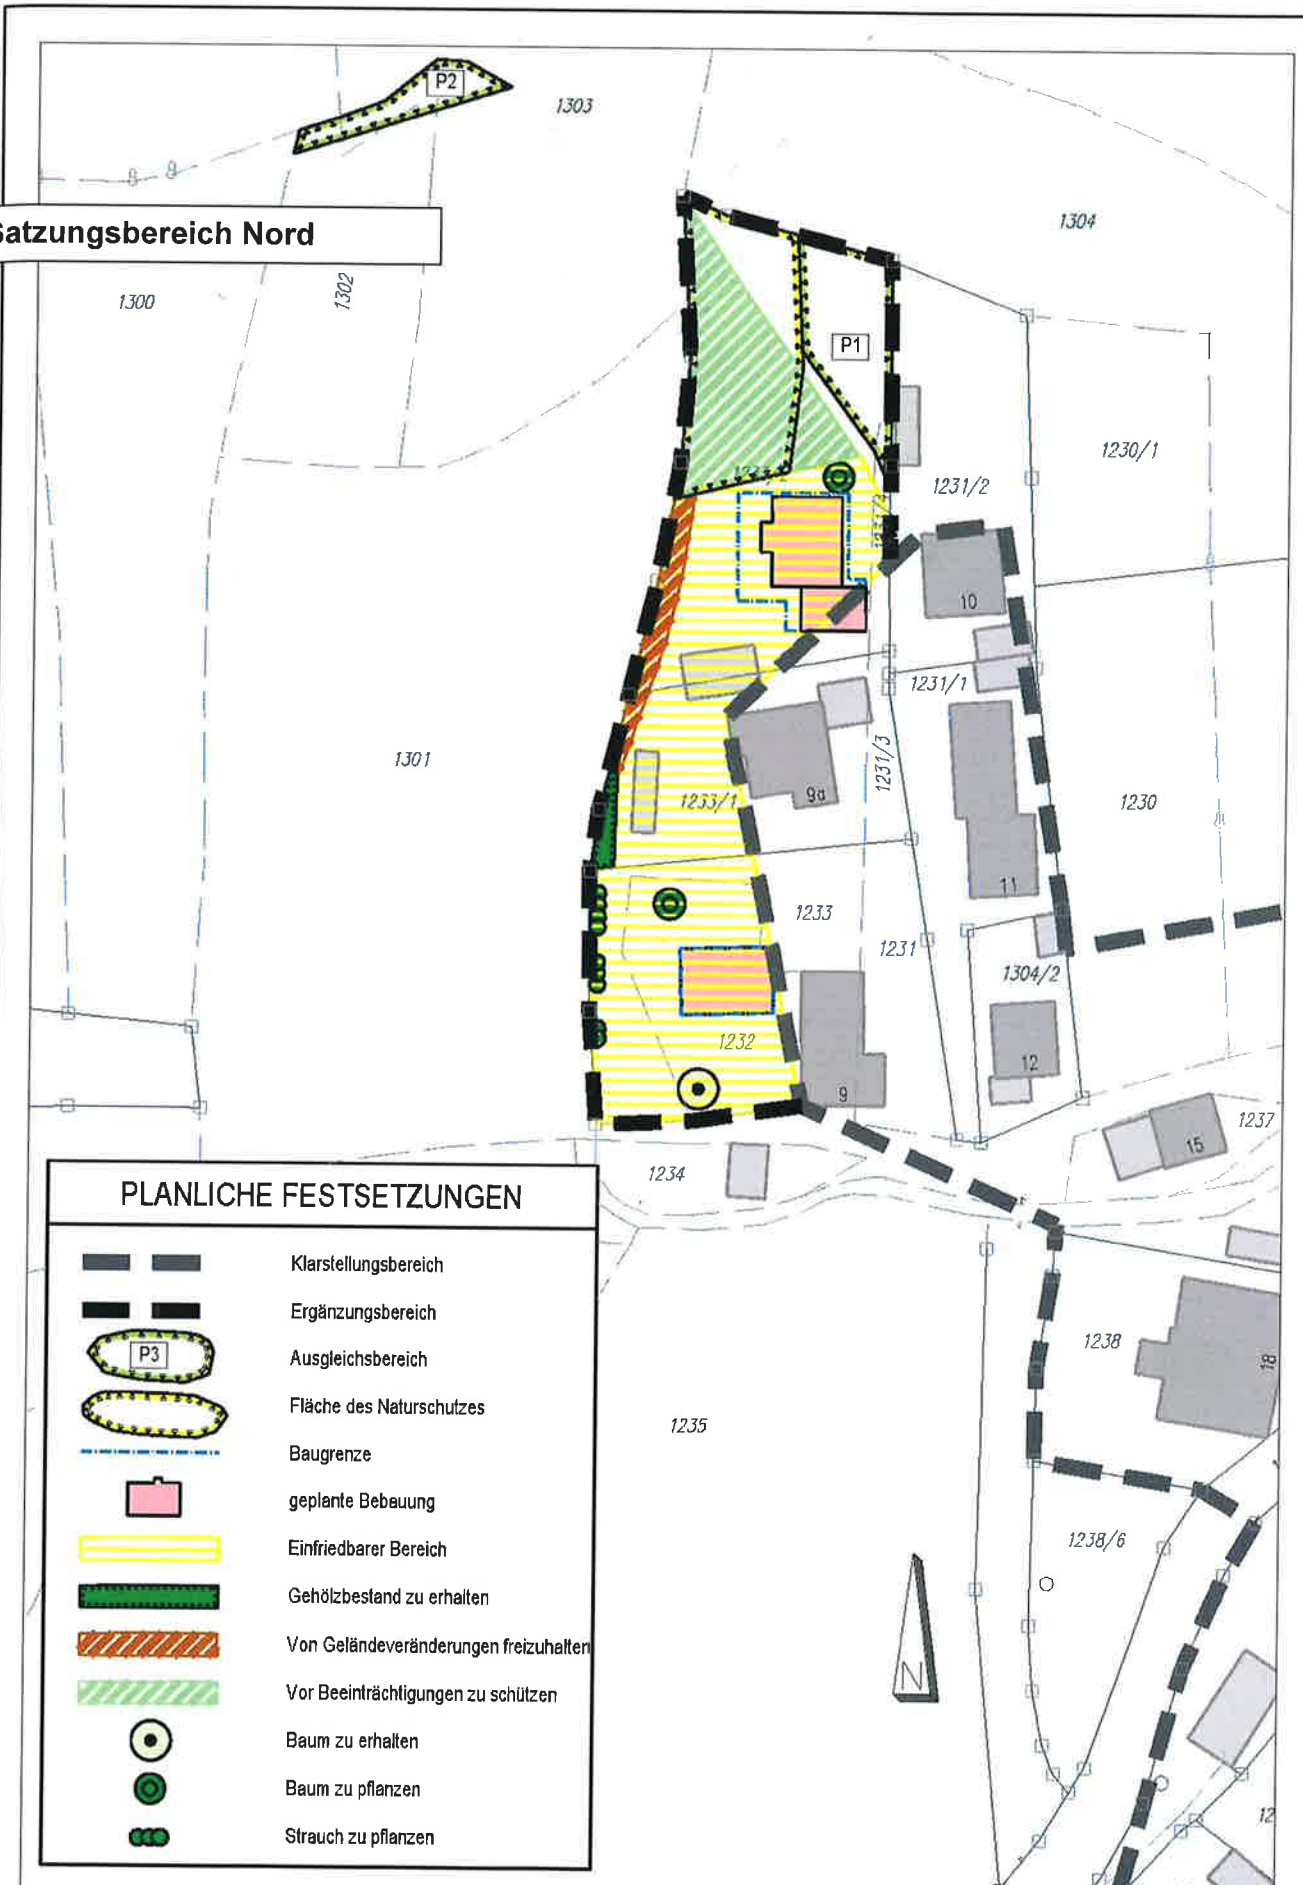 P2
1303
Satzungsbereich Nord
1304
1300
1302
P1
1230/1
1231/2
1231/2
10
1231/1
1301
1231/3
1233/1
9a
1230
11
1233
1231
1304/2
1232
12
9
1237
15
1234
PLANLICHE FESTSETZUNGEN
Klarstellungsbereich
Ergänzungsbereich
P3
Ausgleichsbereich
Fläche des Naturschutzes
Baugrenze
geplante Bebauung
Einfriedbarer Bereich
Gehölzbestand zu erhalten
Von Geländeveränderungen freizuhalten
Vor Beeinträchtigungen zu schützen
Baum zu erhalten
Baum zu pflanzen
Strauch zu pflanzen
1238
18
1235
1238/6
N
12